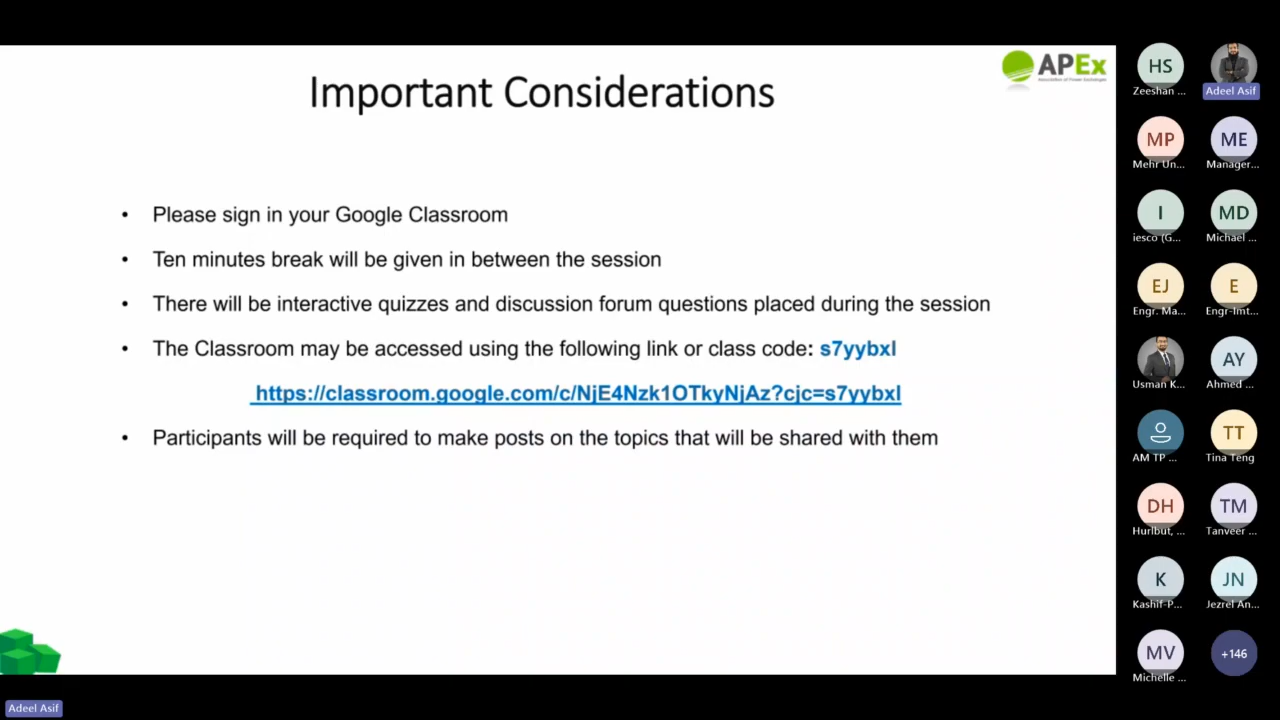 Important Considerations
APEx
Association of Power Exchanges
• Please sign in your Google Classroom
• Ten minutes break will be given in between the session
• There will be interactive quizzes and discussion forum questions placed during the session
• The Classroom may be accessed using the following link or class code: s7yybxl
https://classroom.google.com/c/NjE4Nzk1OTkyNjAz?cjc=s7yybxl
• Participants will be required to make posts on the topics that will be shared with them
HS
Zeeshan ...
Adeel Asif
MP
Mehr Un...
ME
Manager...
I
iesco (G...
MD
Michael ...
EJ
Engr. Ma...
E
Engr-Imt...
Usman K...
AY
Ahmed ...
AM TP ...
TT
Tina Teng
DH
Hurlbut, ...
TM
Tanveer ...
K
Kashif-P...
JN
Jezrel An...
MV
Michelle ...
+146
Adeel Asif